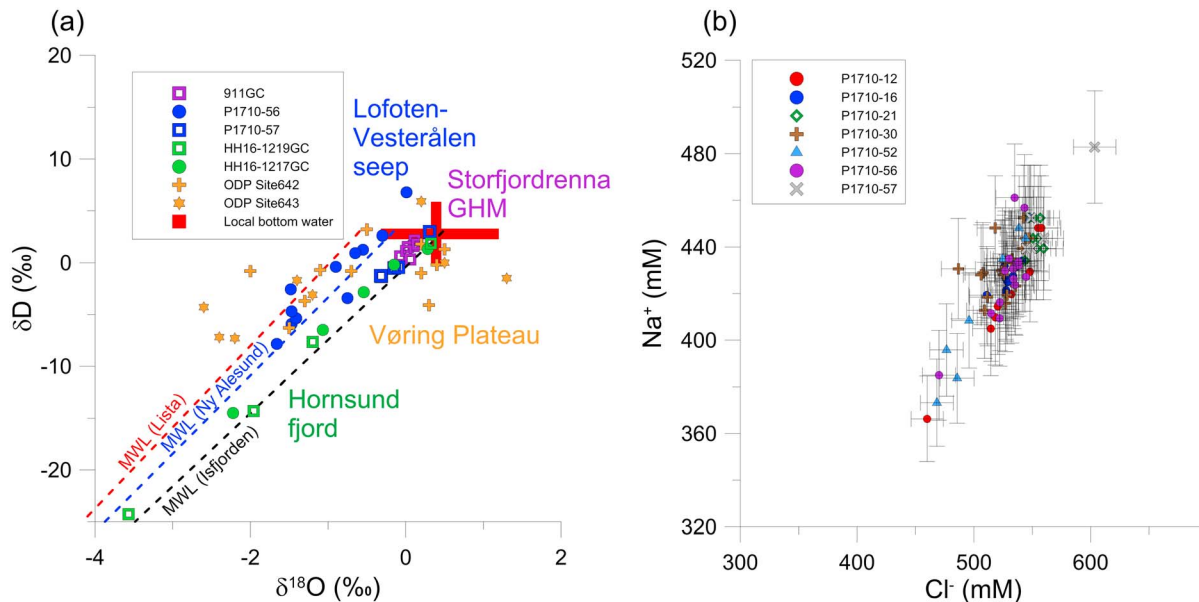 (a)
20
10
0
-10
-20
δD (‰)
911GC
P1710-56
P1710-57
HH16-1219GC
HH16-1217GC
ODP Site642
ODP Site643
Local bottom water
Lofoten-
Vesterålen
seep
Storfjordrenna
GHM
Vøring Plateau
Hornsund
fjord
MWL (Lista)
MWL (Ny Alesund)
MWL (Isfjorden)
-4
-2
0
2
δ¹⁸O (‰)
(b)
520
480
440
400
360
320
Na⁺ (mM)
P1710-12
P1710-16
P1710-21
P1710-30
P1710-52
P1710-56
P1710-57
300
400
500
600
Cl⁻ (mM)